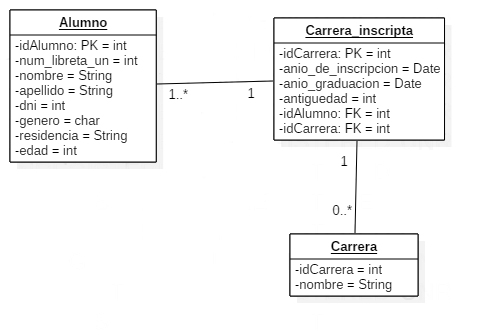 Alumno
-idAlumno: PK = int
-num_libreta_un = int
-nombre = String
-apellido = String
-dni = int
-genero = char
-residencia = String
-edad = int
1..*
1
Carrera_inscripta
-idCarrera: PK = int
-anio_de_inscripcion = Date
-anio_graduacion = Date
-antiguedad = int
-idAlumno: FK = int
-idCarrera: FK = int
1
0..*
Carrera
-idCarrera = int
-nombre = String